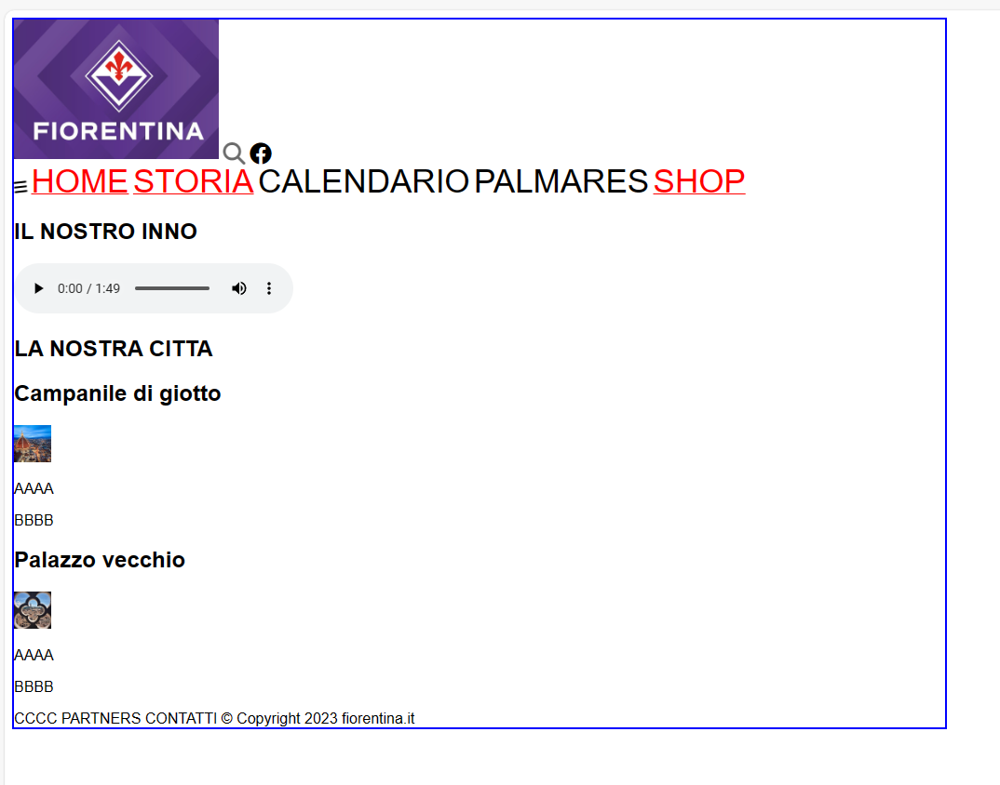 FIORENTINA
HOME STORIA CALENDARIO PALMARES SHOP
IL NOSTRO INNO
0:00 / 1:49
LA NOSTRA CITTA
Campanile di giotto
AAAA
BBBB
Palazzo vecchio
AAAA
BBBB
CCCC PARTNERS CONTATTI © Copyright 2023 fiorentina.it